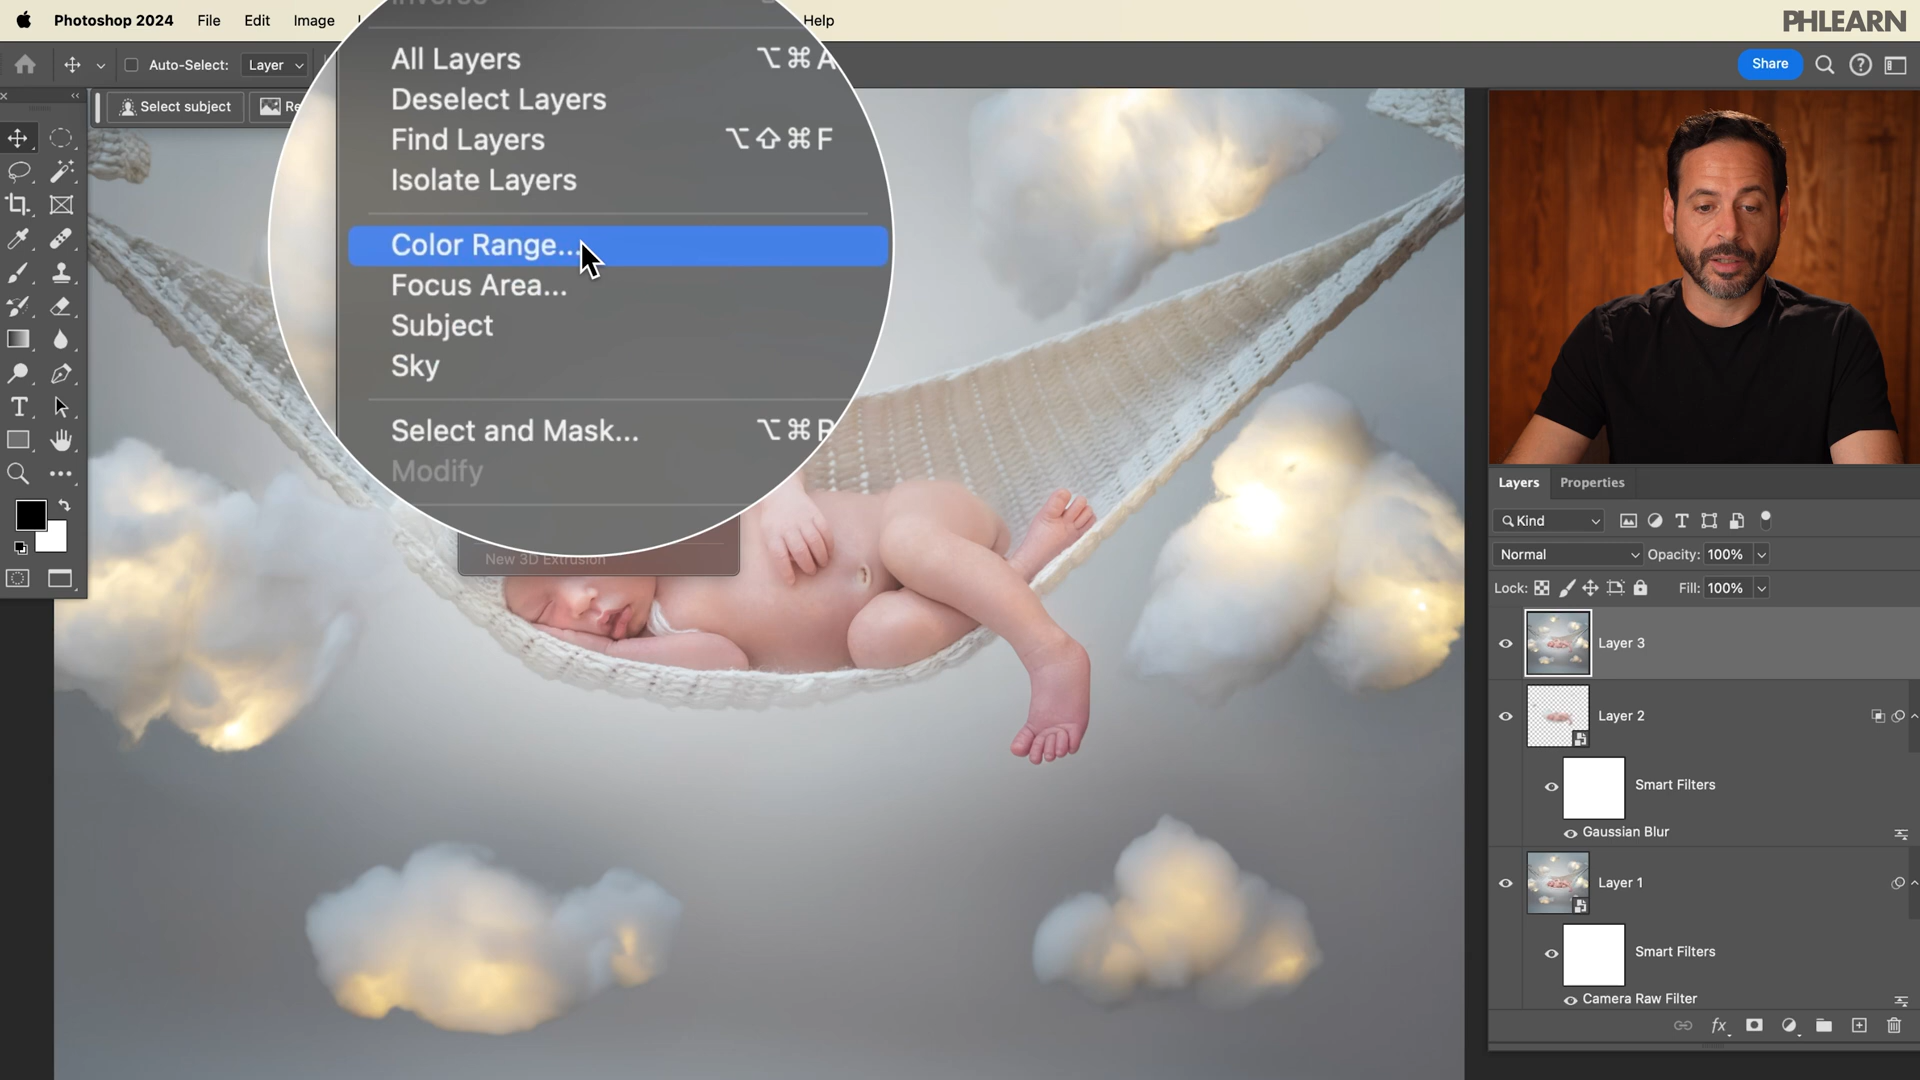 Photoshop 2024 File Edit Image Help PHLEARN
Inverse
Auto-Select: Layer Share
Select subject Re
All Layers ⌥⌘A
Deselect Layers
Find Layers ⌥⇧⌘F
Isolate Layers
Color Range...
Focus Area...
Subject
Sky
Select and Mask... ⌥⌘R
Modify
New 3D Extrusion
Layers Properties
Kind
Normal Opacity: 100%
Lock: Fill: 100%
Layer 3
Layer 2
Smart Filters
Gaussian Blur
Layer 1
Smart Filters
Camera Raw Filter
fx